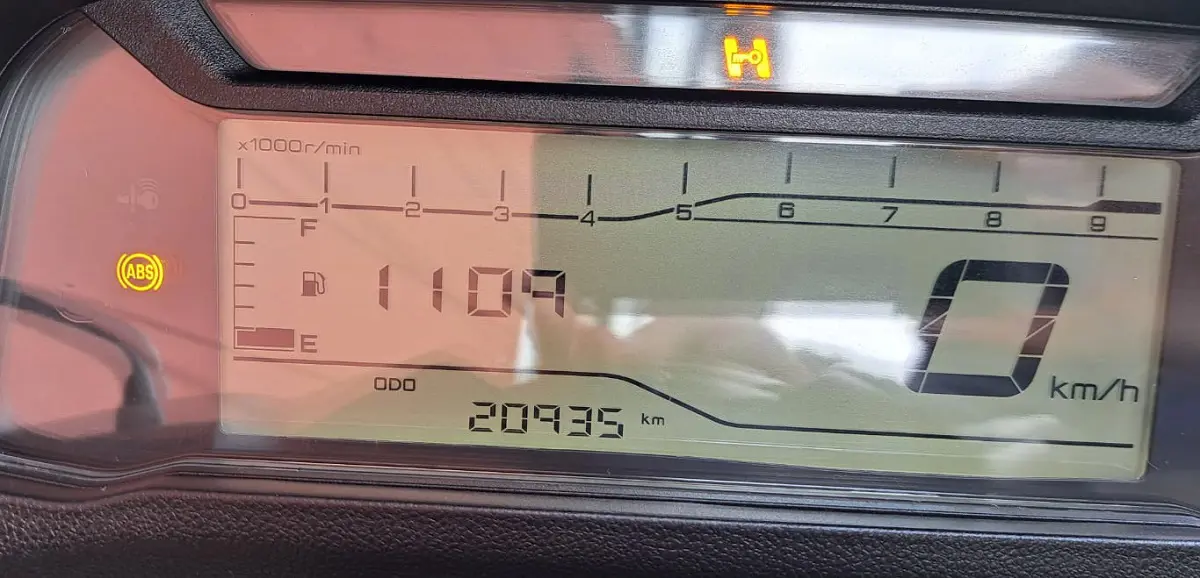 x1000r/min
0 1 2 3 4 5 6 7 8 9
F
ABS
1109
0
E
km/h
ODO
20935 km